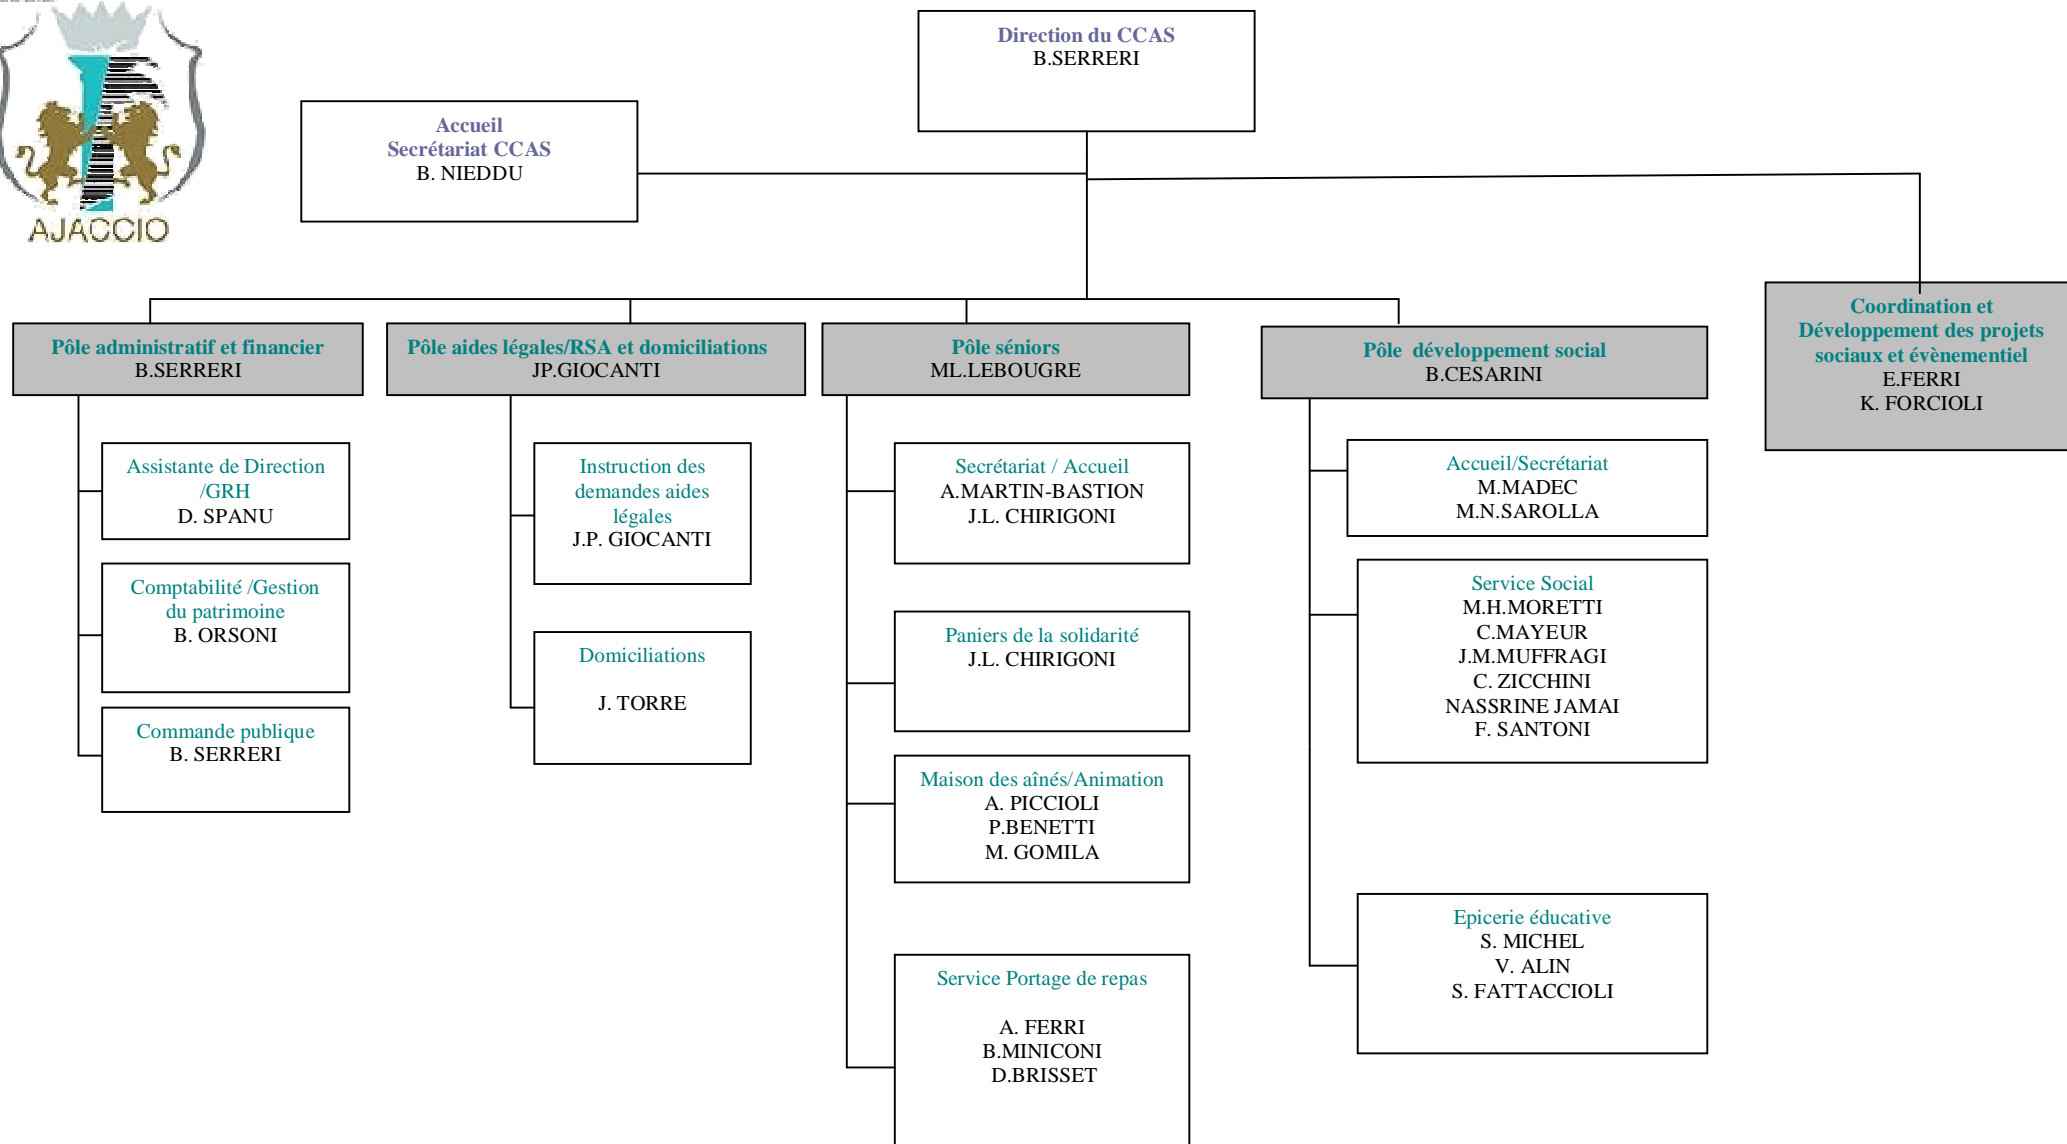 AJACCIO
Direction du CCAS
B.SERRERI
Accueil
Secrétariat CCAS
B. NIEDDU
Coordination et
Développement des projets
sociaux et évènementiel
E.FERRI
K. FORCIOLI
Pôle administratif et financier
B.SERRERI
Assistante de Direction
/GRH
D. SPANU
Comptabilité /Gestion
du patrimoine
B. ORSONI
Commande publique
B. SERRERI
Pôle aides légales/RSA et domiciliations
JP.GIOCANTI
Instruction des
demandes aides
légales
J.P. GIOCANTI
Domiciliations
J. TORRE
Pôle séniors
ML.LEBOUGRE
Secrétariat / Accueil
A.MARTIN-BASTION
J.L. CHIRIGONI
Paniers de la solidarité
J.L. CHIRIGONI
Maison des aînés/Animation
A. PICCIOLI
P.BENETTI
M. GOMILA
Service Portage de repas
A. FERRI
B.MINICONI
D.BRISSET
Pôle  développement social
B.CESARINI
Accueil/Secrétariat
M.MADEC
M.N.SAROLLA
Service Social
M.H.MORETTI
C.MAYEUR
J.M.MUFFRAGI
C. ZICCHINI
NASSRINE JAMAI
F. SANTONI
Epicerie éducative
S. MICHEL
V. ALIN
S. FATTACCIOLI